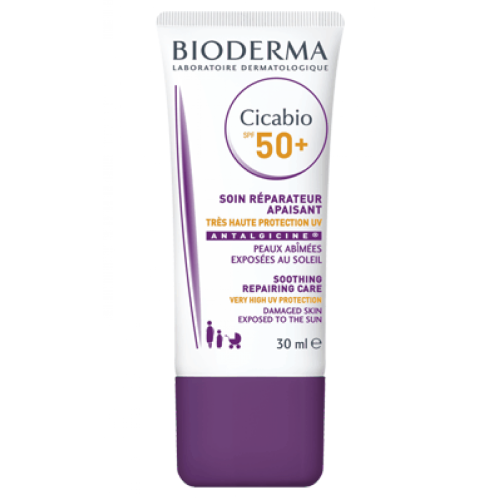 BIODERMA
LABORATOIRE DERMATOLOGIQUE
Cicabio
SPF 50+
SOIN RÉPARATEUR
APAISANT
TRÈS HAUTE PROTECTION UV
ANTALGICINE®
PEAUX ABÎMÉES
EXPOSÉES AU SOLEIL
SOOTHING
REPAIRING CARE
VERY HIGH UV PROTECTION
DAMAGED SKIN
EXPOSED TO THE SUN
30 ml e